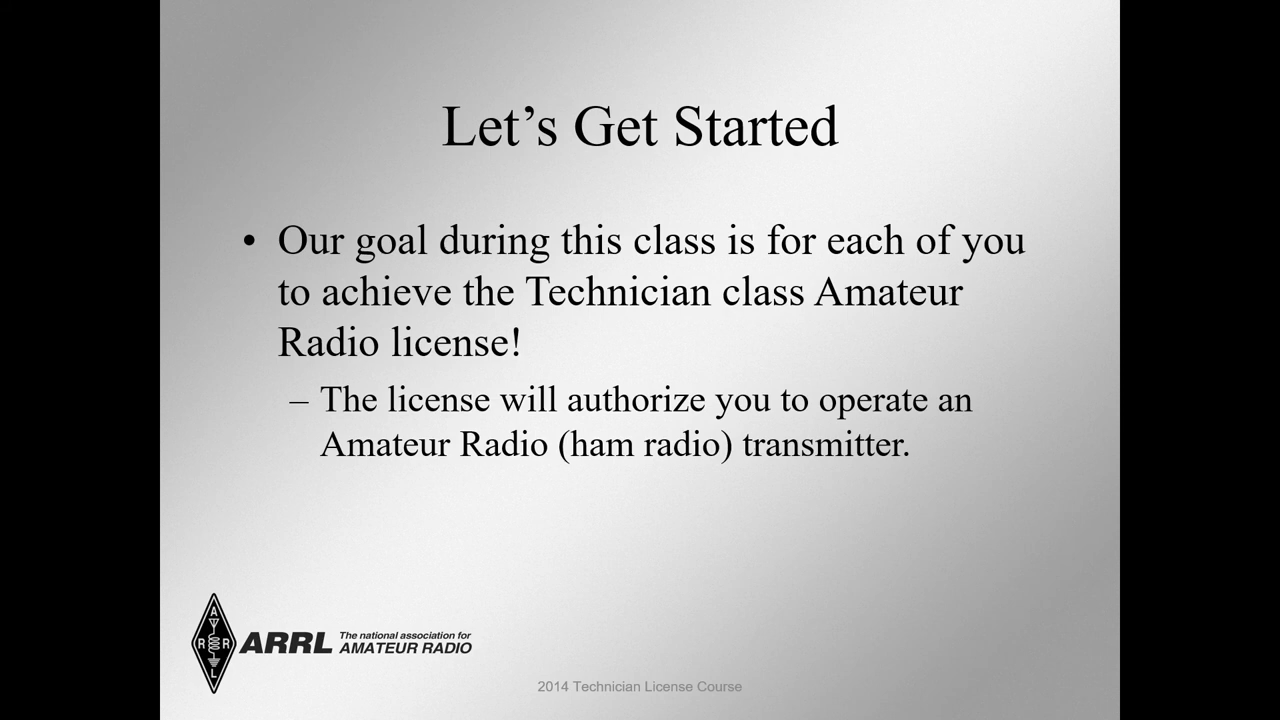 Let’s Get Started
• Our goal during this class is for each of you
to achieve the Technician class Amateur
Radio license!
– The license will authorize you to operate an
Amateur Radio (ham radio) transmitter.
A
R R
L
ARRL The national association for
AMATEUR RADIO
2014 Technician License Course